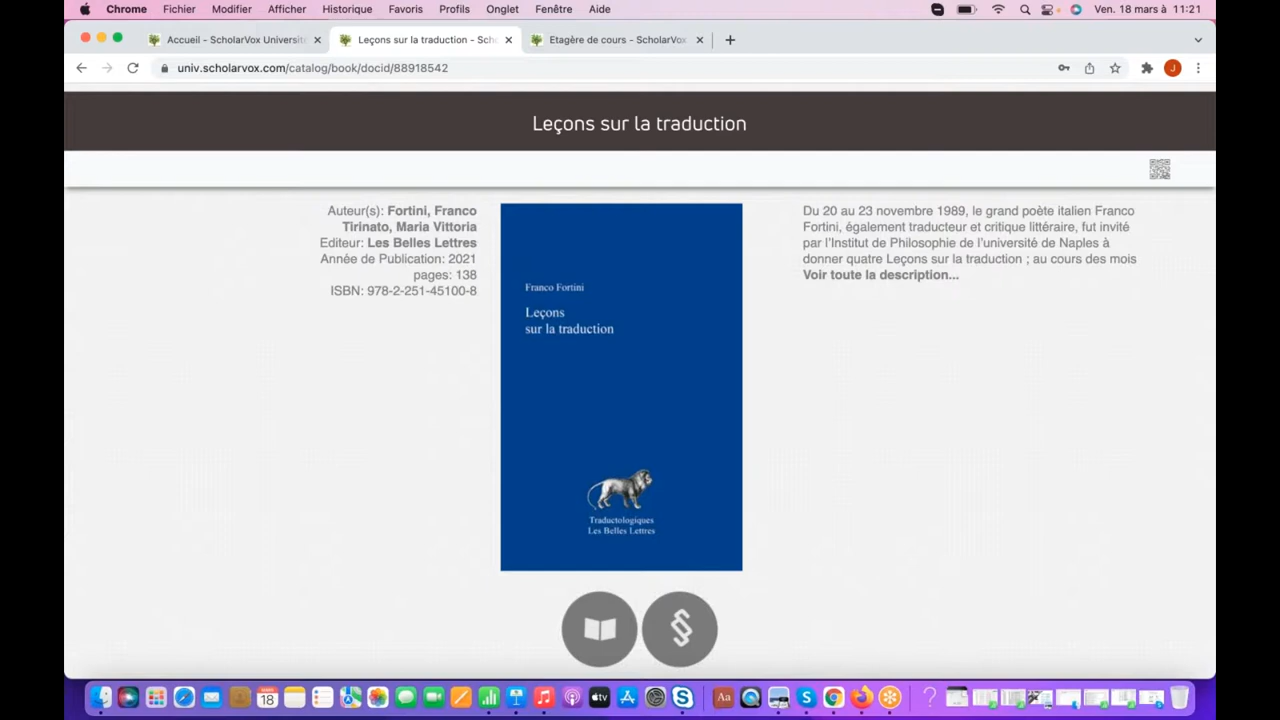 Chrome Fichier Modifier Afficher Historique Favoris Profils Onglet Fenêtre Aide Ven. 18 mars à 11:21
Accueil - ScholarVox Universit
Leçons sur la traduction - Sch
Etagère de cours - ScholarVox
univ.scholarvox.com/catalog/book/docid/88918542
J
Leçons sur la traduction
Auteur(s): Fortini, Franco
Tirinato, Maria Vittoria
Editeur: Les Belles Lettres
Année de Publication: 2021
pages: 138
ISBN: 978-2-251-45100-8
Franco Fortini
Leçons
sur la traduction
Traductologiques
Les Belles Lettres
Du 20 au 23 novembre 1989, le grand poète italien Franco
Fortini, également traducteur et critique littéraire, fut invité
par l'Institut de Philosophie de l'université de Naples à
donner quatre Leçons sur la traduction ; au cours des mois
Voir toute la description...
§
18
tv
Aa
?